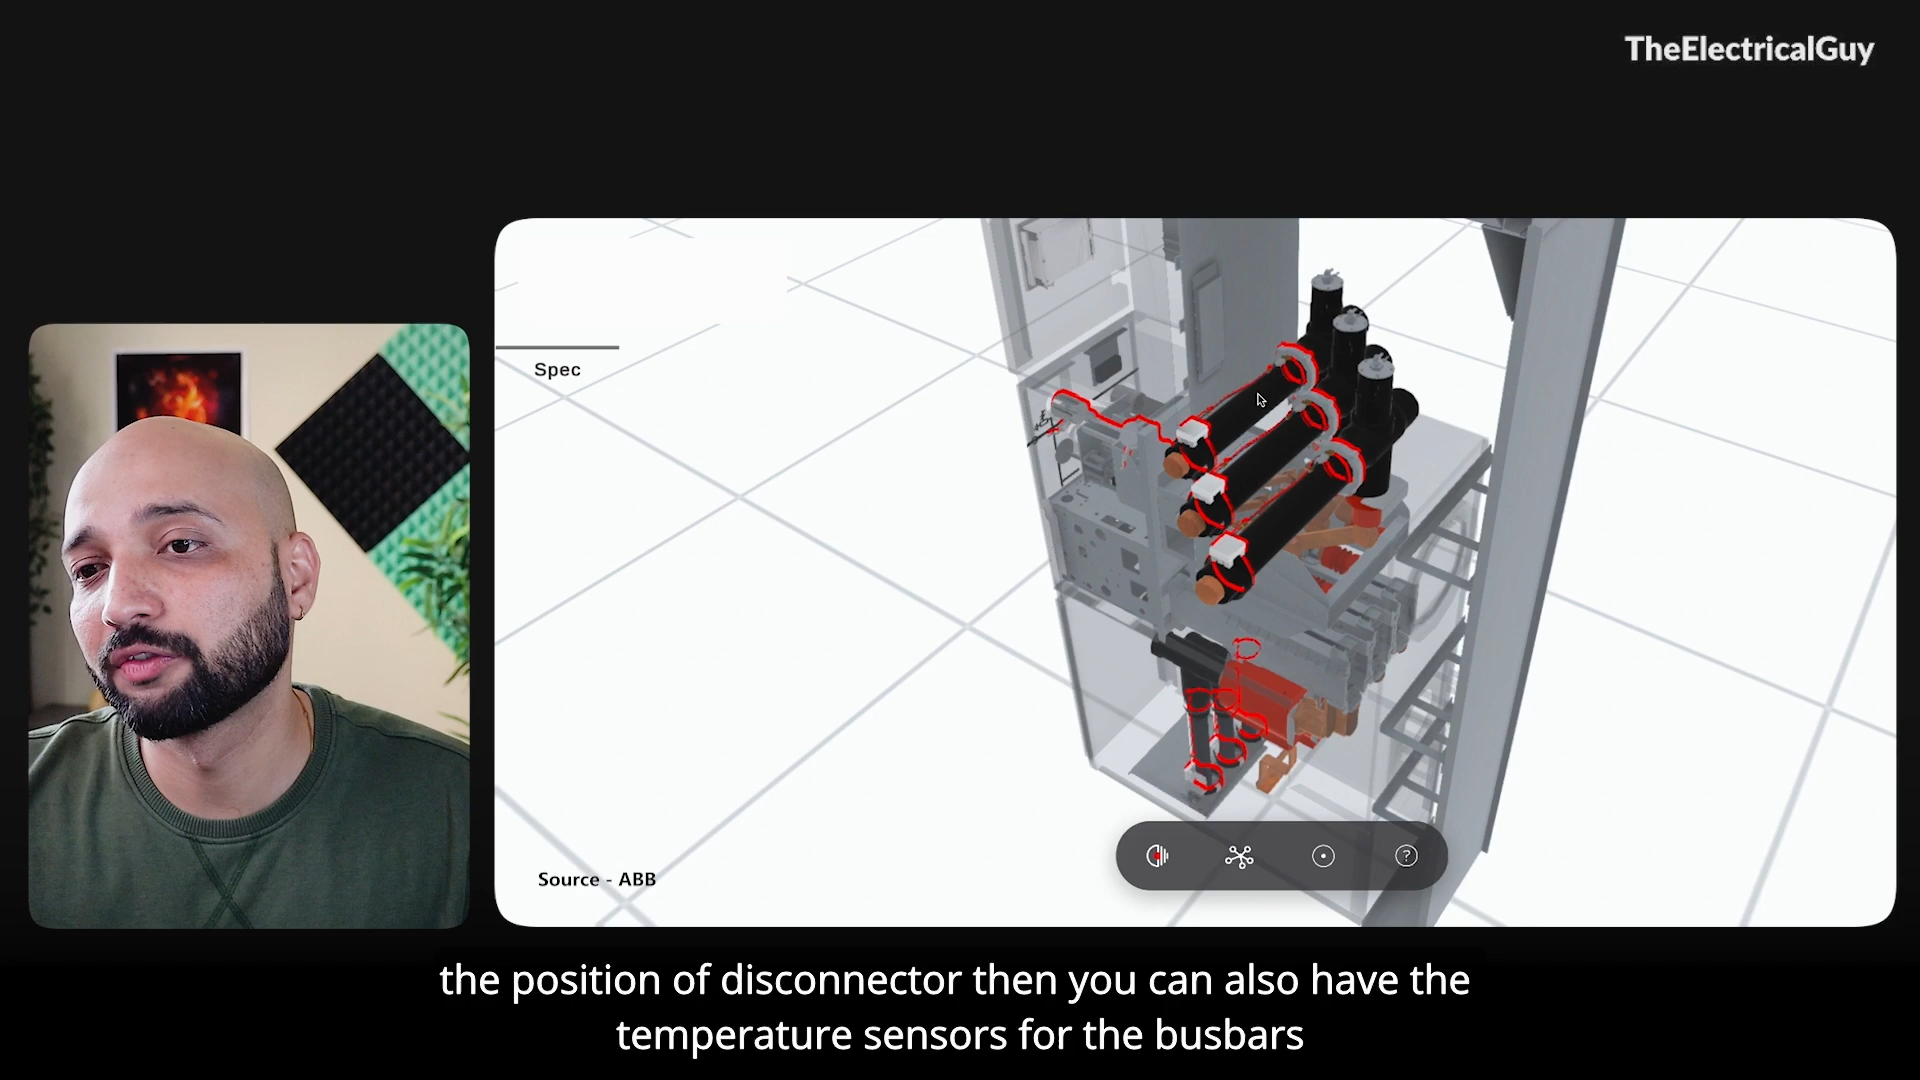 TheElectricalGuy
Spec
Source - ABB
the position of disconnector then you can also have the
temperature sensors for the busbars